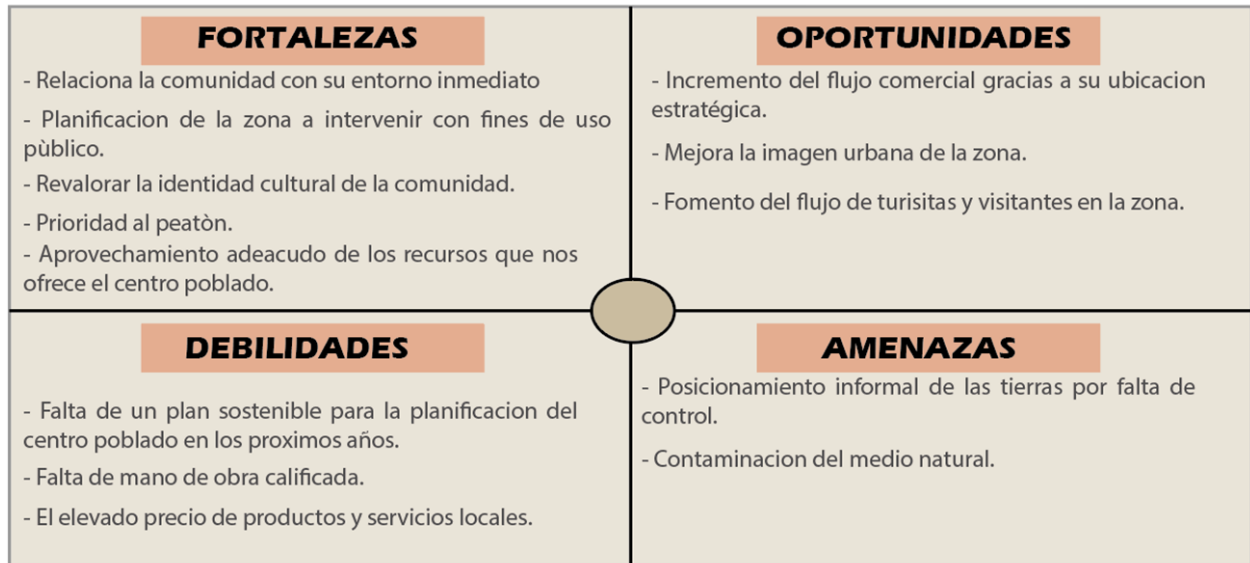 FORTALEZAS
- Relaciona la comunidad con su entorno inmediato
- Planificacion de la zona a intervenir con fines de uso
pùblico.
- Revalorar la identidad cultural de la comunidad.
- Prioridad al peatòn.
- Aprovechamiento adeacudo de los recursos que nos
ofrece el centro poblado.
OPORTUNIDADES
- Incremento del flujo comercial gracias a su ubicacion
estratégica.
- Mejora la imagen urbana de la zona.
- Fomento del flujo de turisitas y visitantes en la zona.
DEBILIDADES
- Falta de un plan sostenible para la planificacion del
centro poblado en los proximos años.
- Falta de mano de obra calificada.
- El elevado precio de productos y servicios locales.
AMENAZAS
- Posicionamiento informal de las tierras por falta de
control.
- Contaminacion del medio natural.